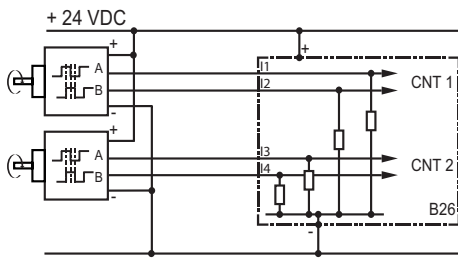 + 24 VDC
+
A
B
-
+
A
B
-
+
I1
I2
CNT 1
I3
I4
CNT 2
B26
-